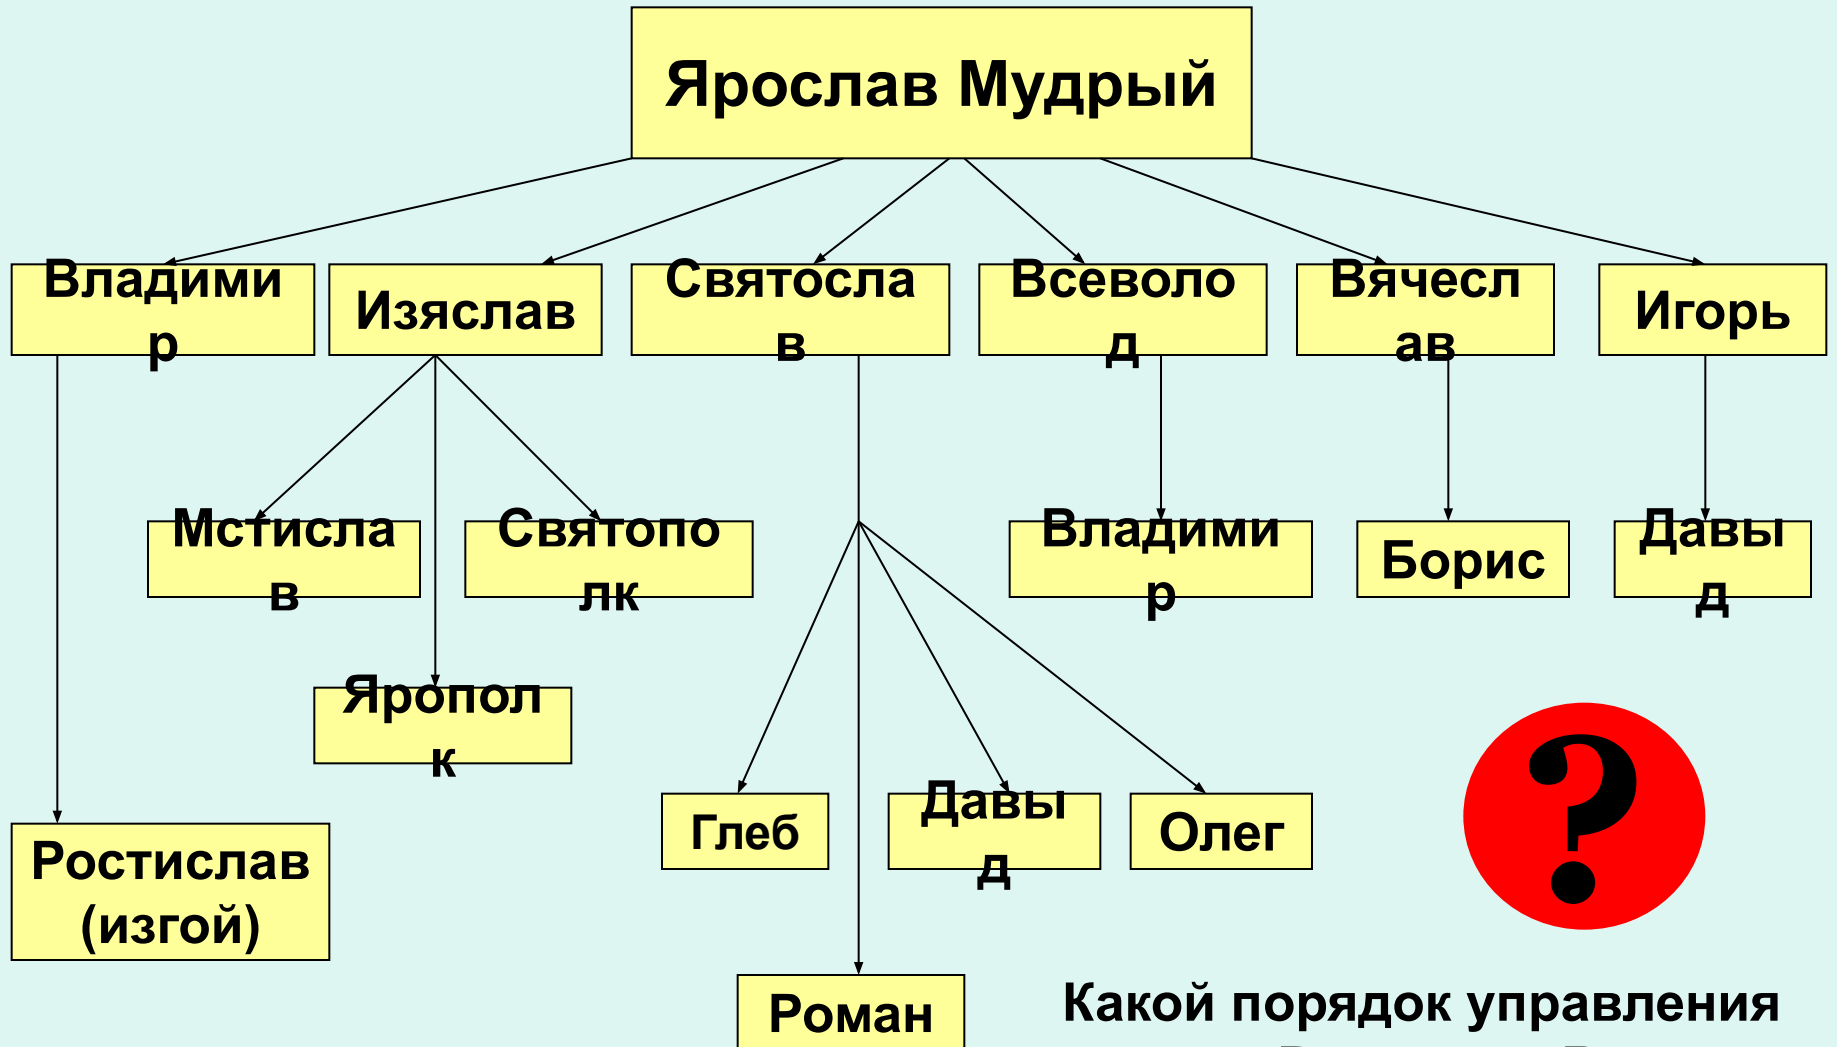 Ярослав Мудрый
Владими
р
Изяслав
Святосла
в
Всеволо
д
Вячесл
ав
Игорь
Мстисла
в
Святопо
лк
Владими
р
Борис
Давы
д
Яропол
к
?
Глеб
Давы
д
Олег
Ростислав
(изгой)
Роман
Какой порядок управления